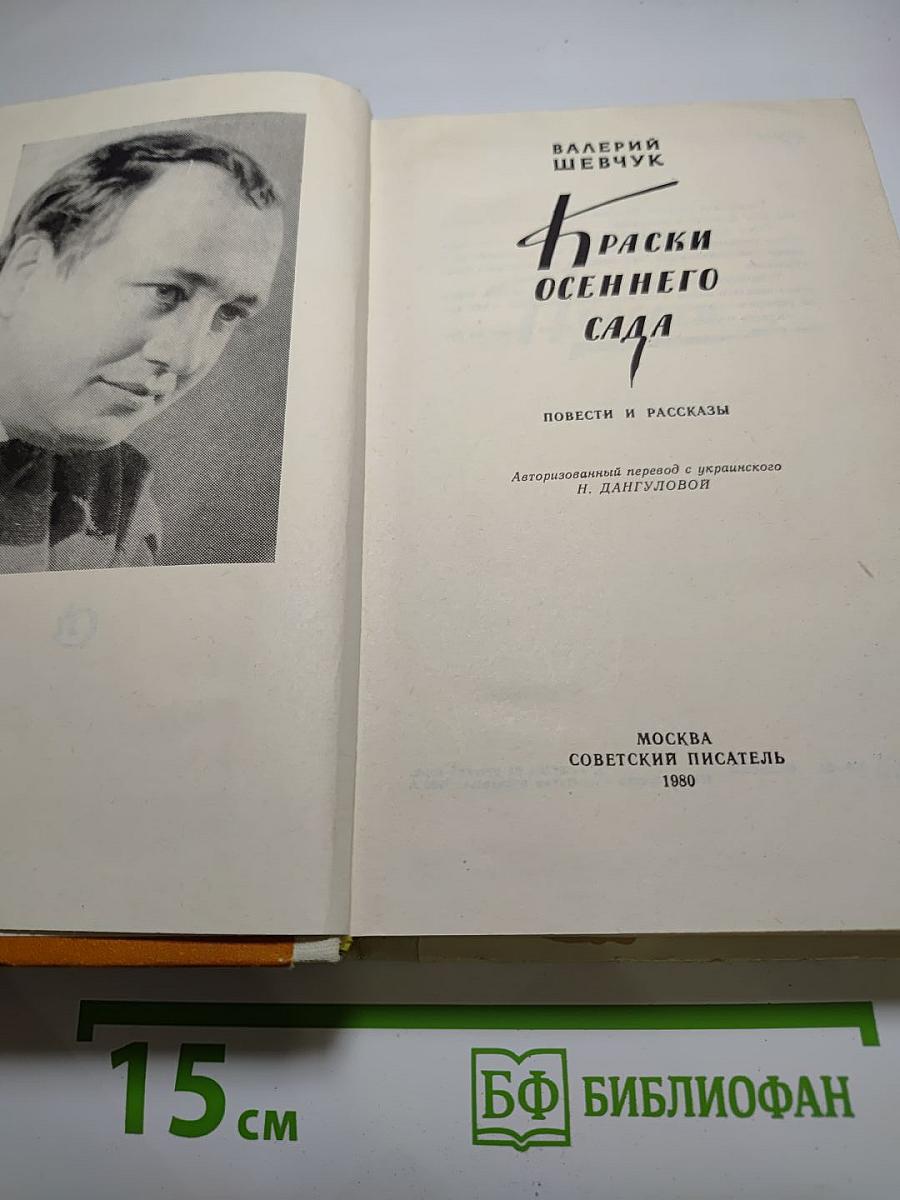 ВАЛЕРИЙ
ШЕВЧУК
КРАСКИ
ОСЕННЕГО
САДА
ПОВЕСТИ И РАССКАЗЫ
Авторизованный перевод с украинского
Н. ДАНГУЛОВОЙ
МОСКВА
СОВЕТСКИЙ ПИСАТЕЛЬ
1980
15 см
БФ БИБЛИОФАН